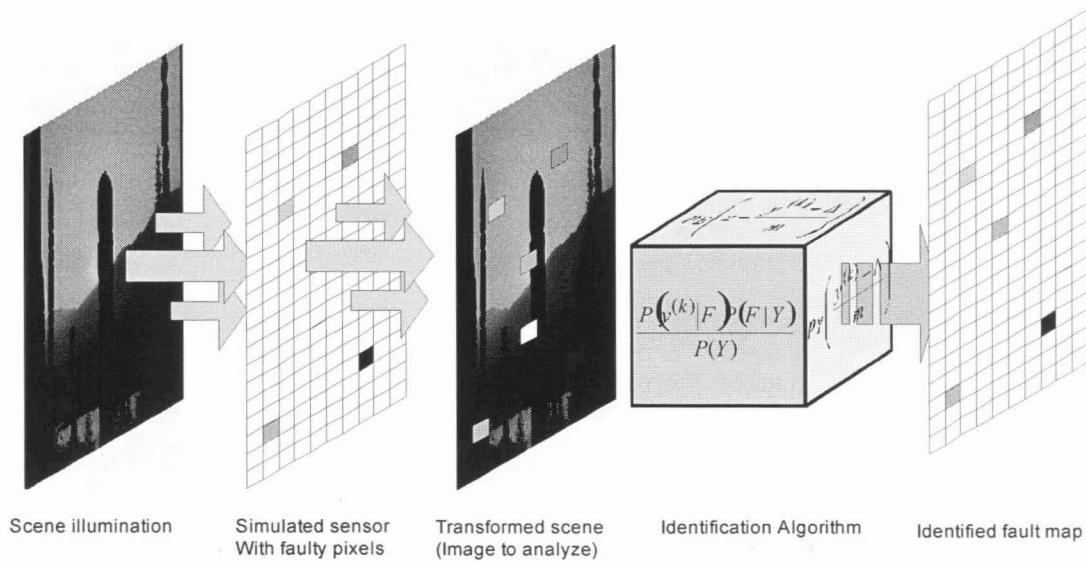 P(y^(k)|F)P(F|Y)
P(Y)
Scene illumination
Simulated sensor
With faulty pixels
Transformed scene
(Image to analyze)
Identification Algorithm
Identified fault map